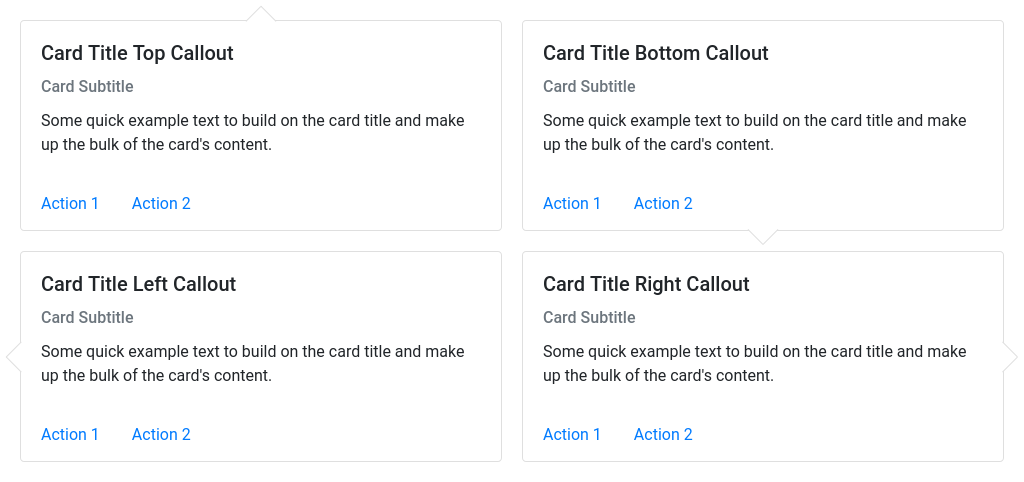 Card Title Top Callout
Card Subtitle
Some quick example text to build on the card title and make
up the bulk of the card's content.
Action 1 Action 2
Card Title Bottom Callout
Card Subtitle
Some quick example text to build on the card title and make
up the bulk of the card's content.
Action 1 Action 2
Card Title Left Callout
Card Subtitle
Some quick example text to build on the card title and make
up the bulk of the card's content.
Action 1 Action 2
Card Title Right Callout
Card Subtitle
Some quick example text to build on the card title and make
up the bulk of the card's content.
Action 1 Action 2